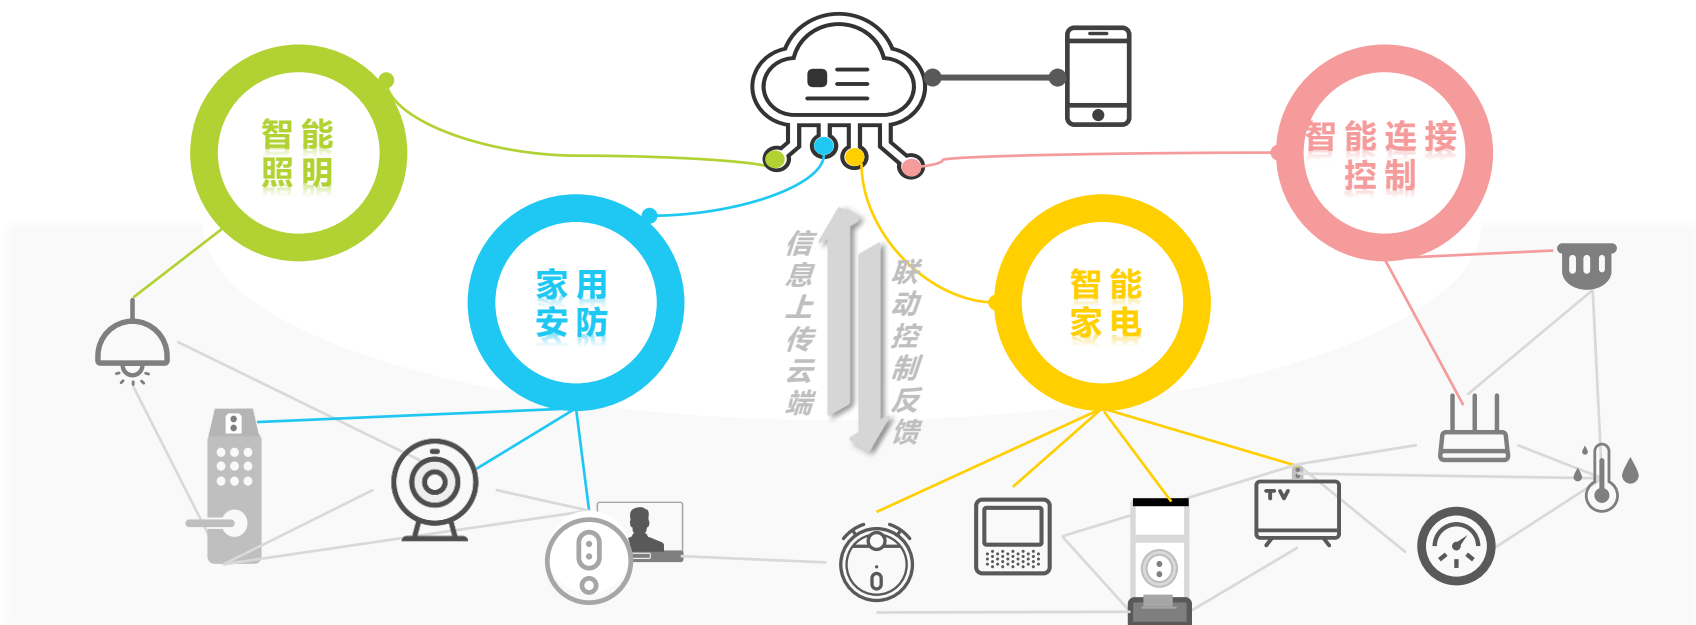 智能
照明
家用
安防
信息上传云端
联动控制反馈
智能
家电
智能连接
控制
TV